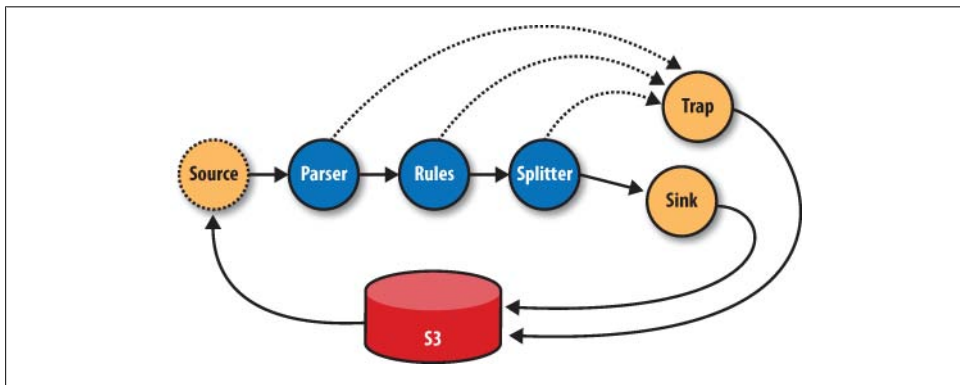 Trap
Source
Parser
Rules
Splitter
Sink
S3